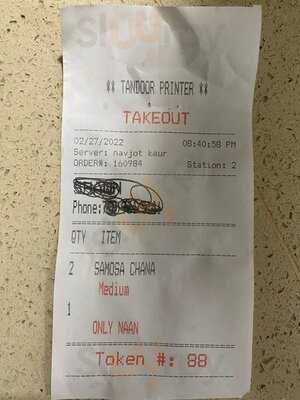 ** TANDOOR PRINTER **
TAKEOUT
02/27/2022 08:40:58 PM
Server: navjot kaur
ORDER#: 160984 Station: 2
Phone:
QTY ITEM
2 SAMOSA CHANA
Medium
1
ONLY NAAN
Token #: 88